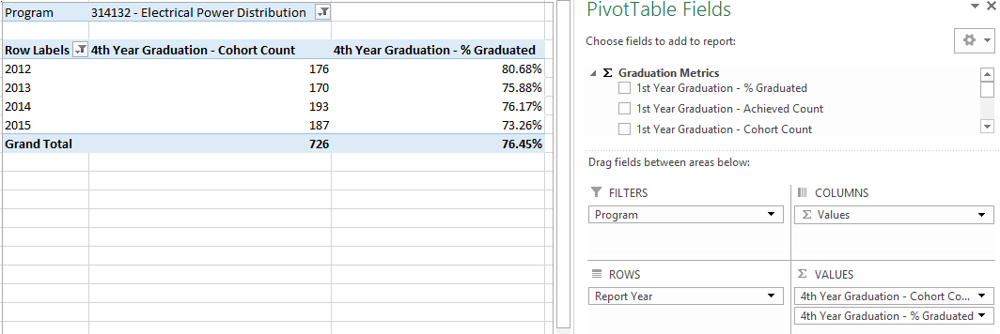 Program 314132 - Electrical Power Distribution
Row Labels 4th Year Graduation - Cohort Count 4th Year Graduation - % Graduated
2012 176 80.68%
2013 170 75.88%
2014 193 76.17%
2015 187 73.26%
Grand Total 726 76.45%
PivotTable Fields
Choose fields to add to report:
Σ Graduation Metrics
1st Year Graduation - % Graduated
1st Year Graduation - Achieved Count
1st Year Graduation - Cohort Count
Drag fields between areas below:
FILTERS
Program
COLUMNS
Σ Values
ROWS
Report Year
Σ VALUES
4th Year Graduation - Cohort Co...
4th Year Graduation - % Graduated